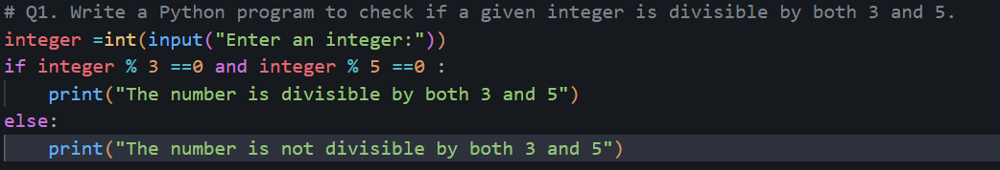 # Q1. Write a Python program to check if a given integer is divisible by both 3 and 5.
integer =int(input("Enter an integer:"))
if integer % 3 ==0 and integer % 5 ==0 :
    print("The number is divisible by both 3 and 5")
else:
    print("The number is not divisible by both 3 and 5")